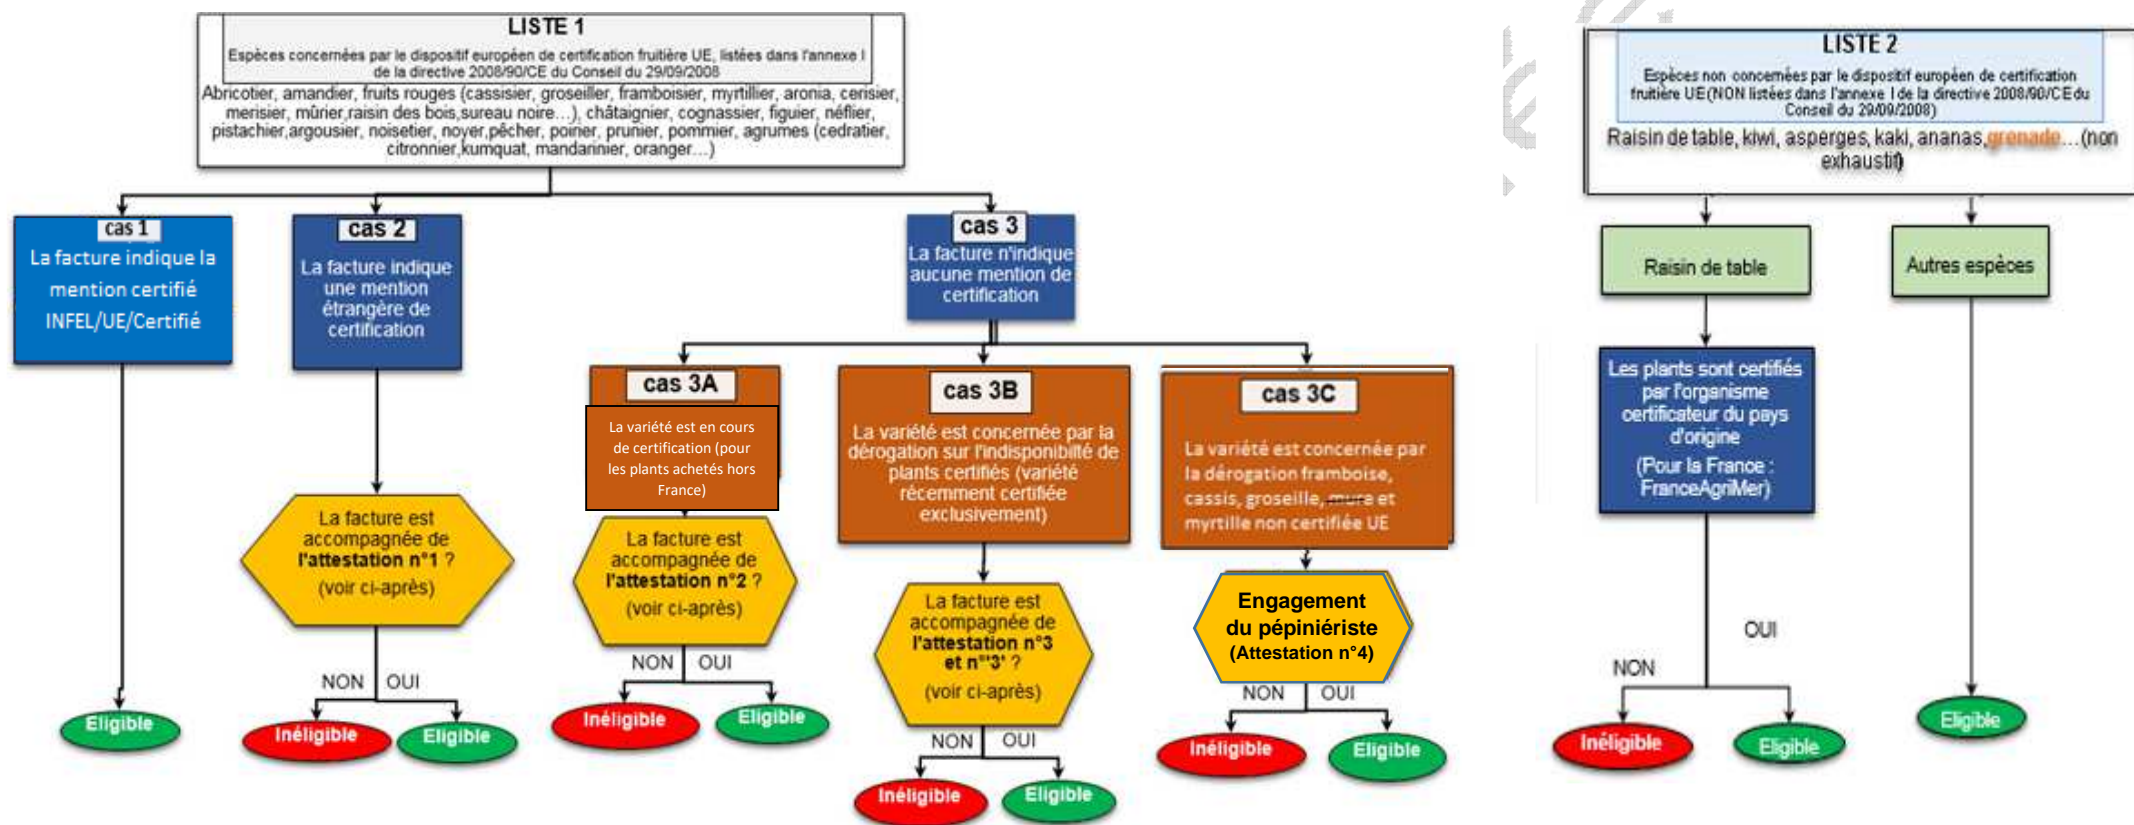 LISTE 1
Espèces concernées par le dispositif européen de certification fruitière UE, listées dans l'annexe I
de la directive 2008/90/CE du Conseil du 29/09/2008
Abricotier, amandier, fruits rouges (cassisier, groseiller, framboisier, myrtillier, aronia, cerisier,
merisier, mûrier,raisin des bois,sureau noire...), châtaignier, cognassier, figuier, néflier,
pistachier,argousier, noisetier, noyer,pêcher, poirier, prunier, pommier, agrumes (cedratier,
citronnier,kumquat, mandarinier, oranger...)
cas 1
La facture indique la
mention certifié
INFEL/UE/Certifié
Eligible
cas 2
La facture indique
une mention
étrangère de
certification
La facture est
accompagnée de
l'attestation n°1 ?
(voir ci-après)
NON OUI
Inéligible
Eligible
cas 3
La facture n'indique
aucune mention de
certification
cas 3A
La variété est en cours
de certification (pour
les plants achetés hors
France)
La facture est
accompagnée de
l'attestation n°2 ?
(voir ci-après)
NON OUI
Inéligible
Eligible
cas 3B
La variété est concernée par la
dérogation sur l'indisponibilté de
plants certifiés (variété
récemment certifiée
exclusivement)
La facture est
accompagnée de
l'attestation n°3
et n°'3' ?
(voir ci-après)
NON OUI
Inéligible
Eligible
cas 3C
La variété est concernée par
la dérogation framboise,
cassis, groseille, mure et
myrtille non certifiée UE
Engagement
du pépiniériste
(Attestation n°4)
NON OUI
Inéligible
Eligible
LISTE 2
Espèces non concernées par le dispositif européen de certification
fruitière UE(NON listées dans l'annexe I de la directive 2008/90/CE du
Conseil du 29/09/2008)
Raisin de table, kiwi, asperges, kaki, ananas,grenade...(non
exhaustif)
Raisin de table
Les plants sont certifiés
par l'organisme
certificateur du pays
d'origine
(Pour la France :
FranceAgriMer)
OUI
NON
Inéligible
Eligible
Autres espèces
Eligible